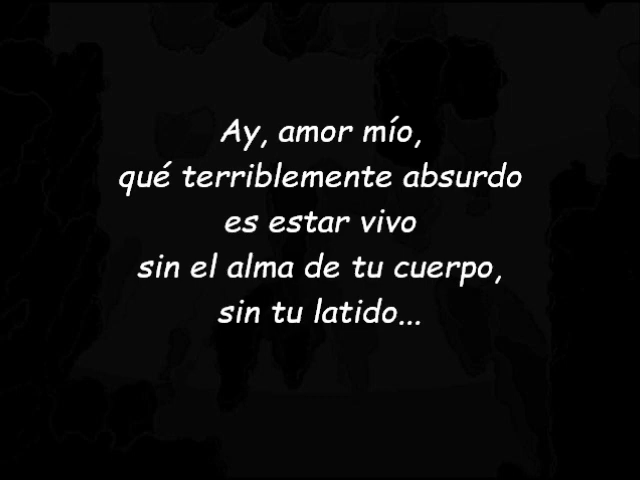 Ay, amor mío,
qué terriblemente absurdo
es estar vivo
sin el alma de tu cuerpo,
sin tu latido...